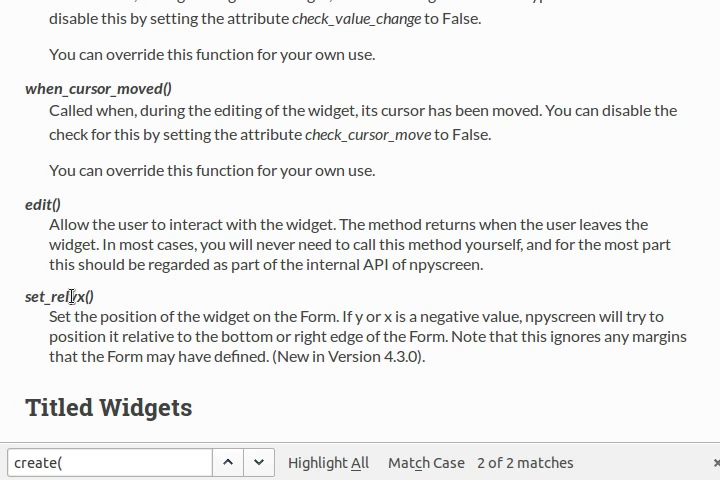 disable this by setting the attribute check_value_change to False.
You can override this function for your own use.
when_cursor_moved()
Called when, during the editing of the widget, its cursor has been moved. You can disable the
check for this by setting the attribute check_cursor_move to False.
You can override this function for your own use.
edit()
Allow the user to interact with the widget. The method returns when the user leaves the
widget. In most cases, you will never need to call this method yourself, and for the most part
this should be regarded as part of the internal API of npyscreen.
set_relyx()
Set the position of the widget on the Form. If y or x is a negative value, npyscreen will try to
position it relative to the bottom or right edge of the Form. Note that this ignores any margins
that the Form may have defined. (New in Version 4.3.0).
Titled Widgets
create( Highlight All Match Case 2 of 2 matches